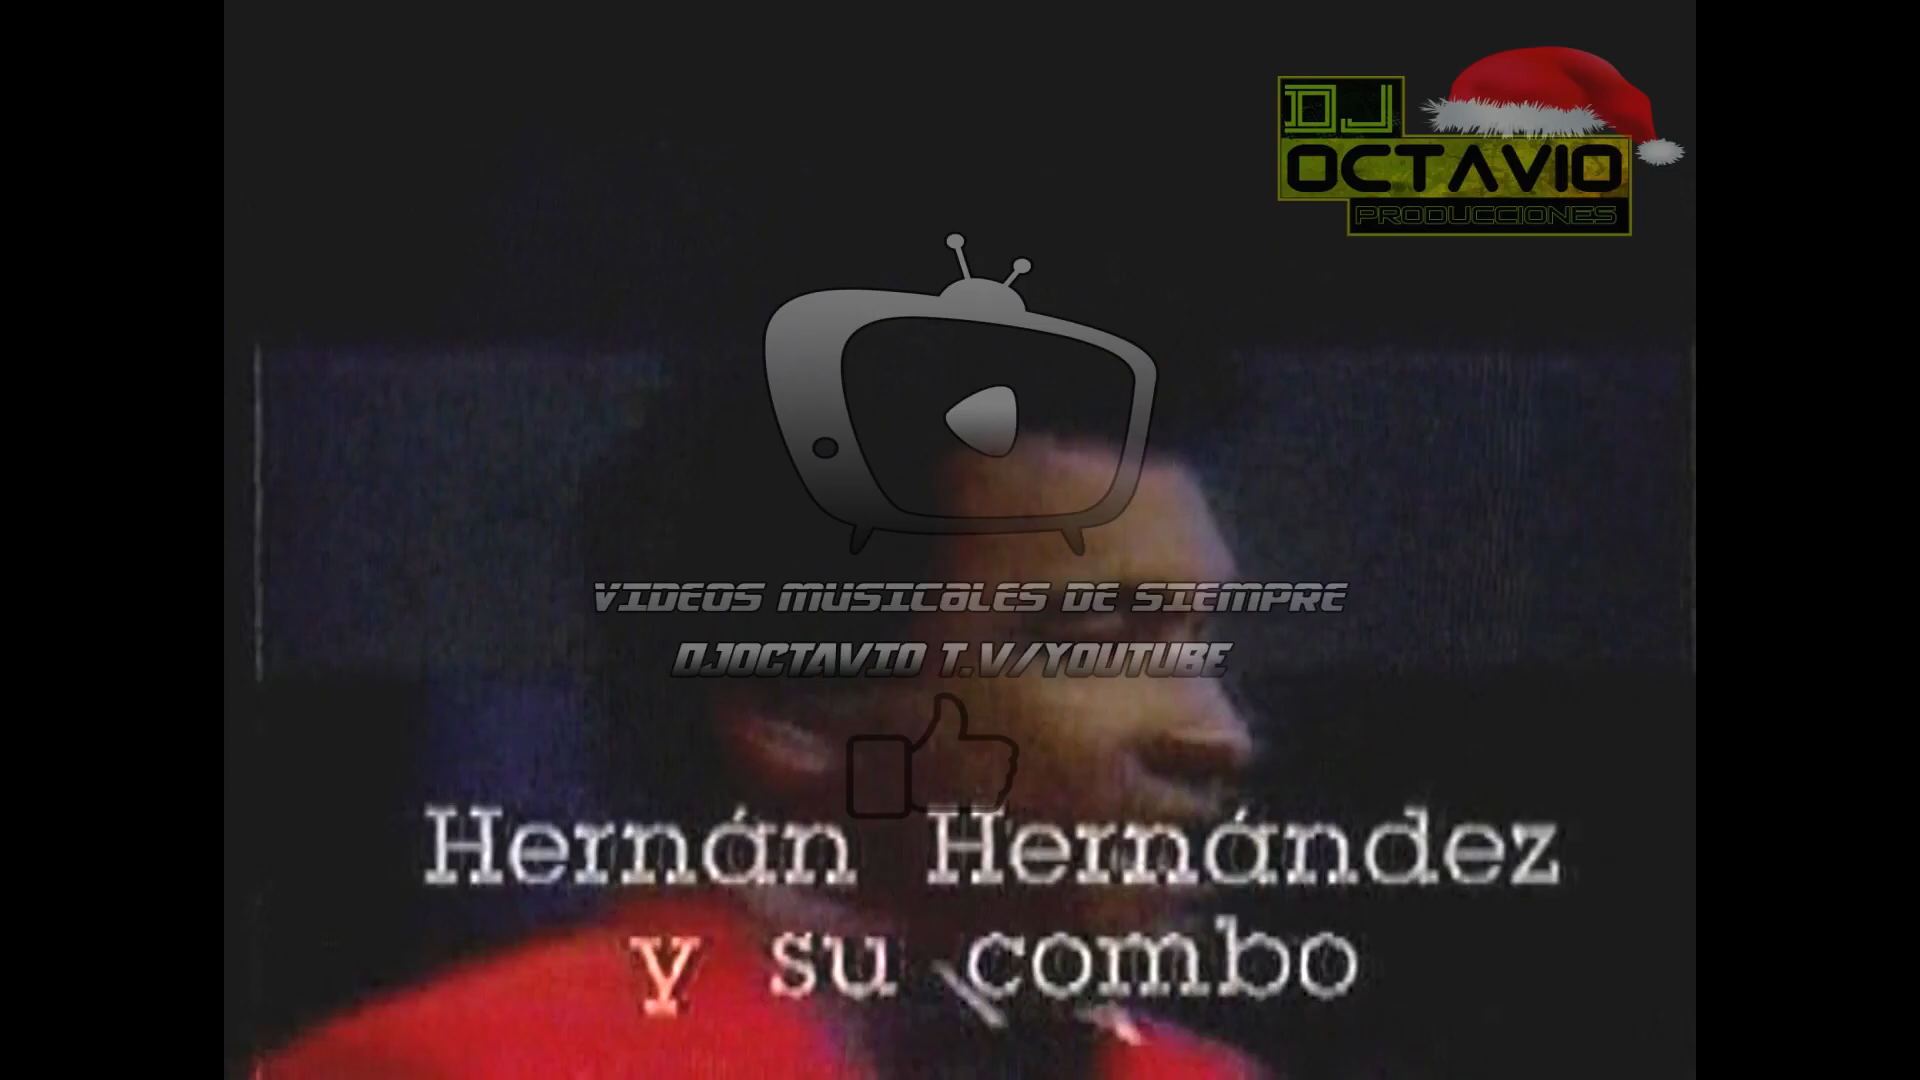 DJ
OCTAVIO
PRODUCCIONES
VIDEOS MUSICALES DE SIEMPRE
DJOCTAVIO T.V/YOUTUBE
Hernán Hernández
y su combo